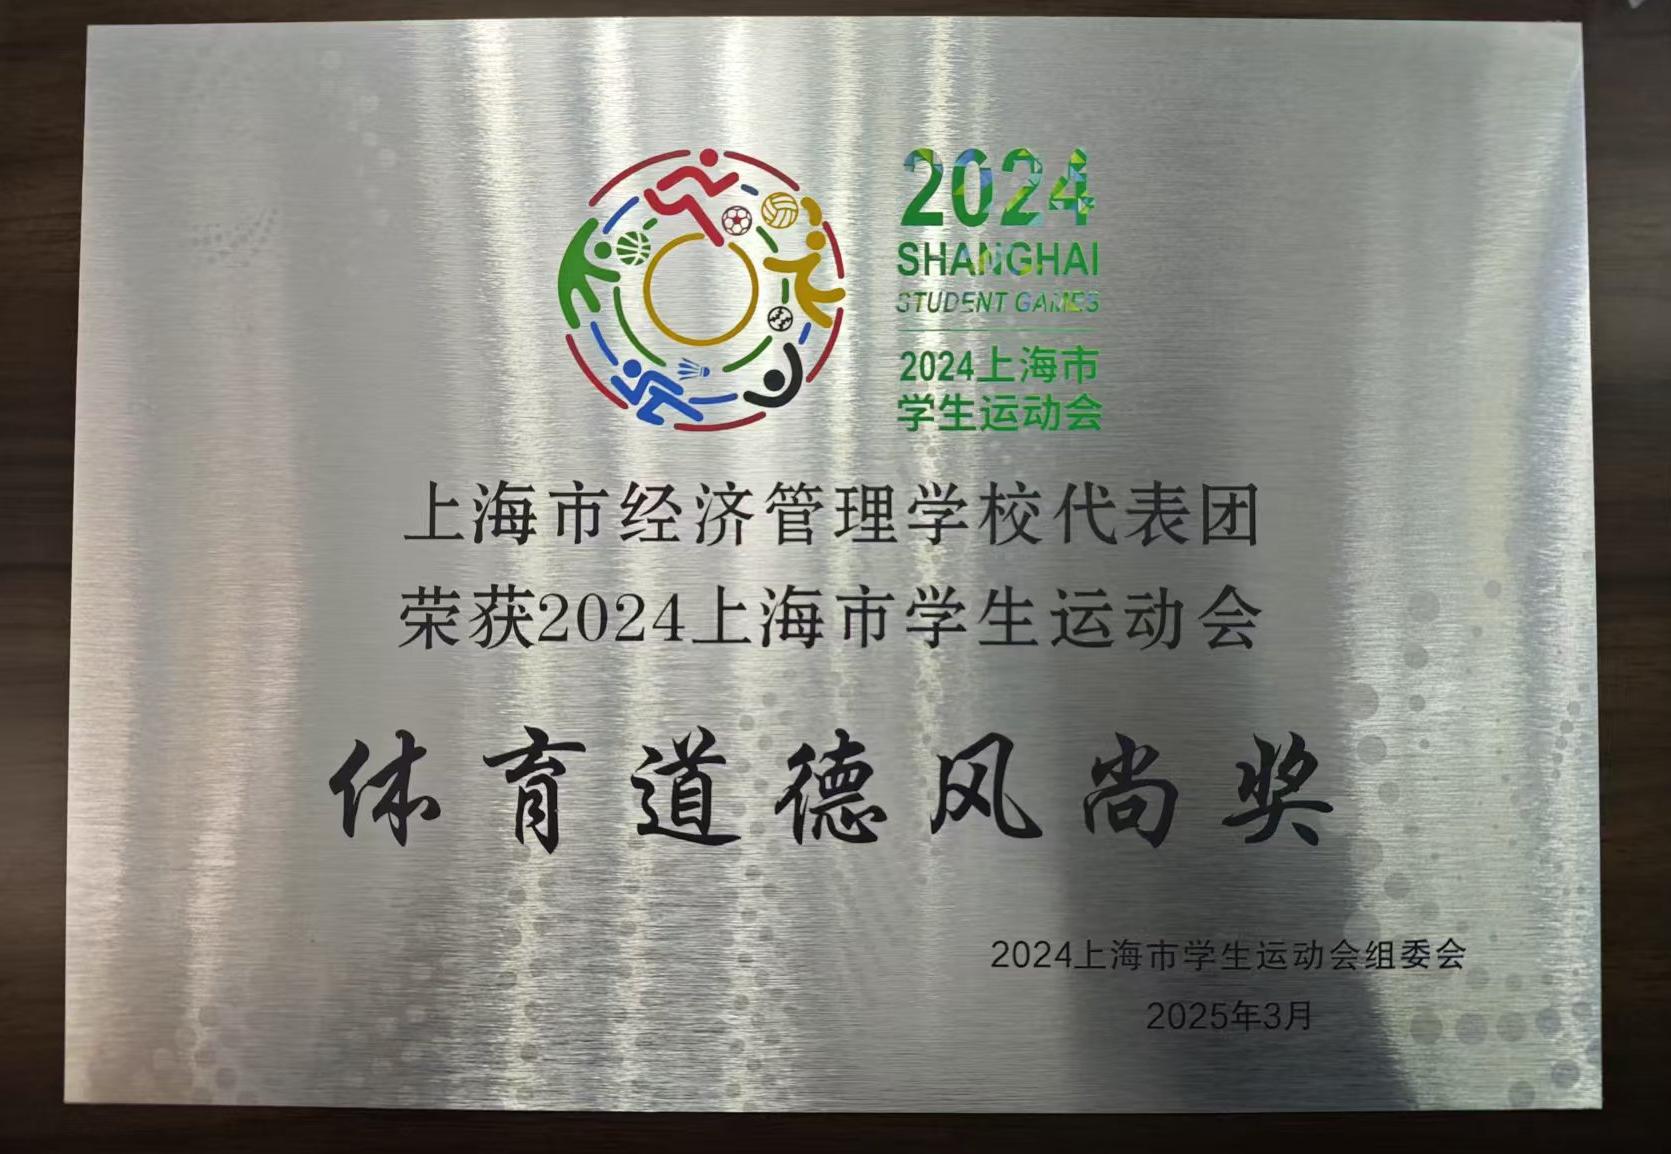 2024
SHANGHAI
STUDENT GAMES
2024上海市
学生运动会
上海市经济管理学校代表团
荣获2024上海市学生运动会
体育道德风尚奖
2024上海市学生运动会组委会
2025年3月